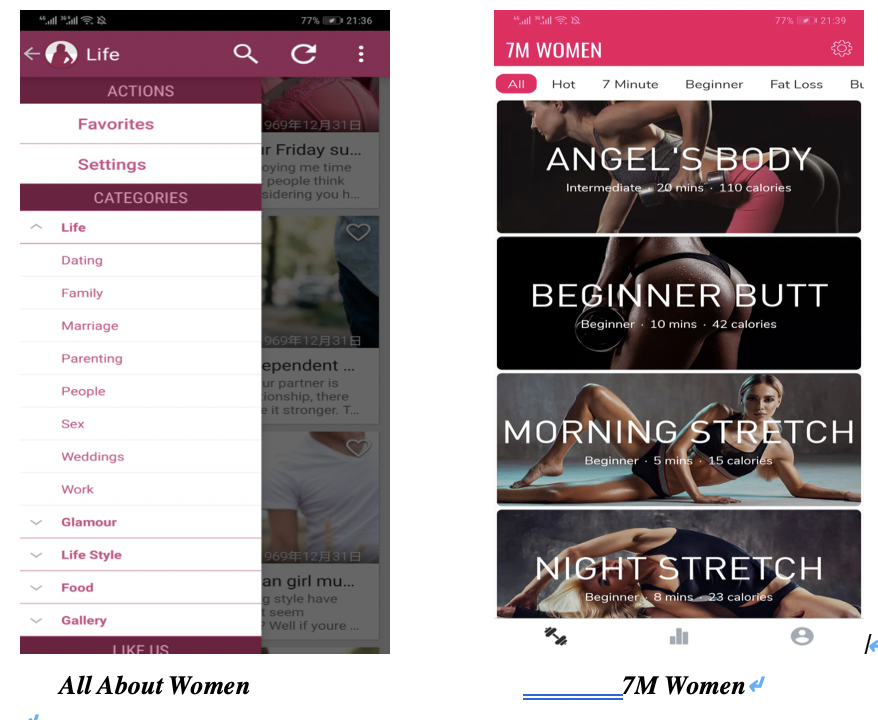 77% 21:36
Life
ACTIONS
Favorites
Settings
CATEGORIES
Life
Dating
Family
Marriage
Parenting
People
Sex
Weddings
Work
Glamour
Life Style
Food
Gallery
LIKE US
969年12月31日
ur Friday su...
oying me time
people think
sidering you h...
969年12月31日
ependent ...
ur partner is
ionship, there
e it stronger. T...
969年12月31日
an girl mu...
g style have
t seem
? Well if youre ...
All About Women
77% 21:39
7M WOMEN
All Hot 7 Minute Beginner Fat Loss Bu
ANGEL'S BODY
Intermediate · 20 mins · 110 calories
BEGINNER BUTT
Beginner · 10 mins · 42 calories
MORNING STRETCH
Beginner · 5 mins · 15 calories
NIGHT STRETCH
Beginner · 8 mins · 23 calories
7M Women